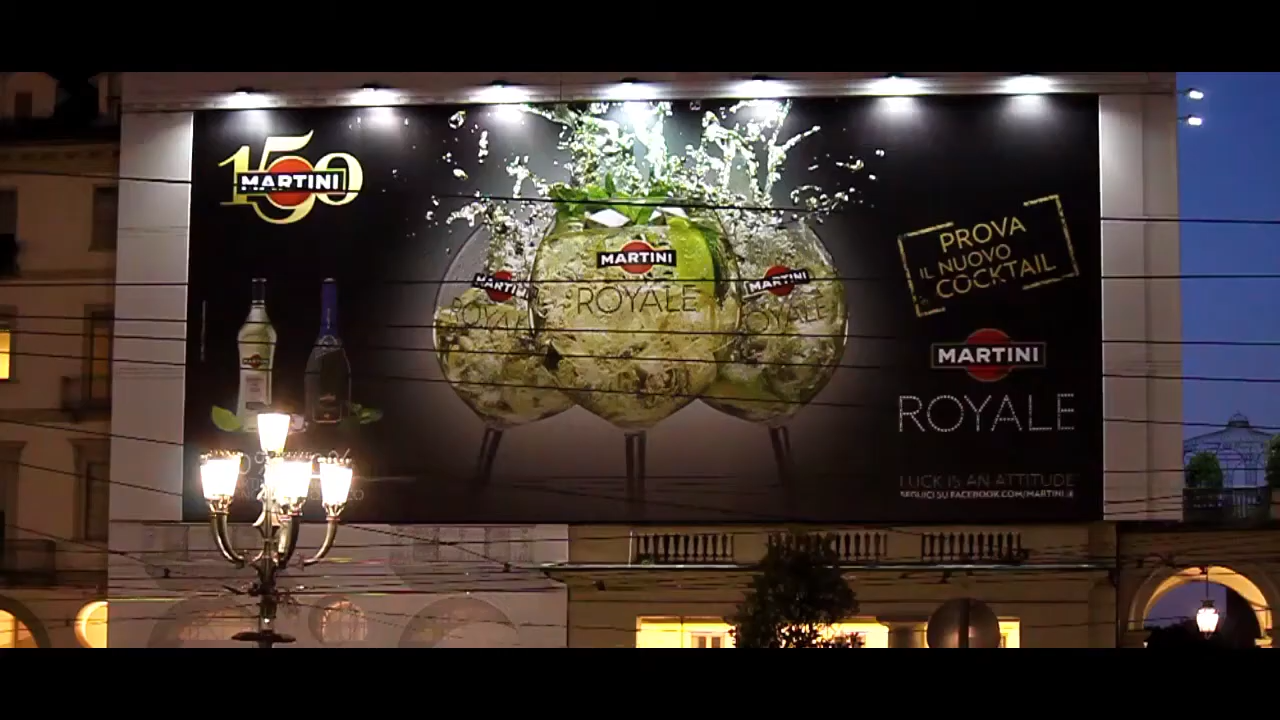 150
MARTINI
MARTINI
ROYALE
MARTINI
ROYALE
MARTINI
ROYALE
PROVA
IL NUOVO
COCKTAIL
MARTINI
ROYALE
LUCK IS AN ATTITUDE
SEGUICI SU FACEBOOK.COM/MARTINI.IT